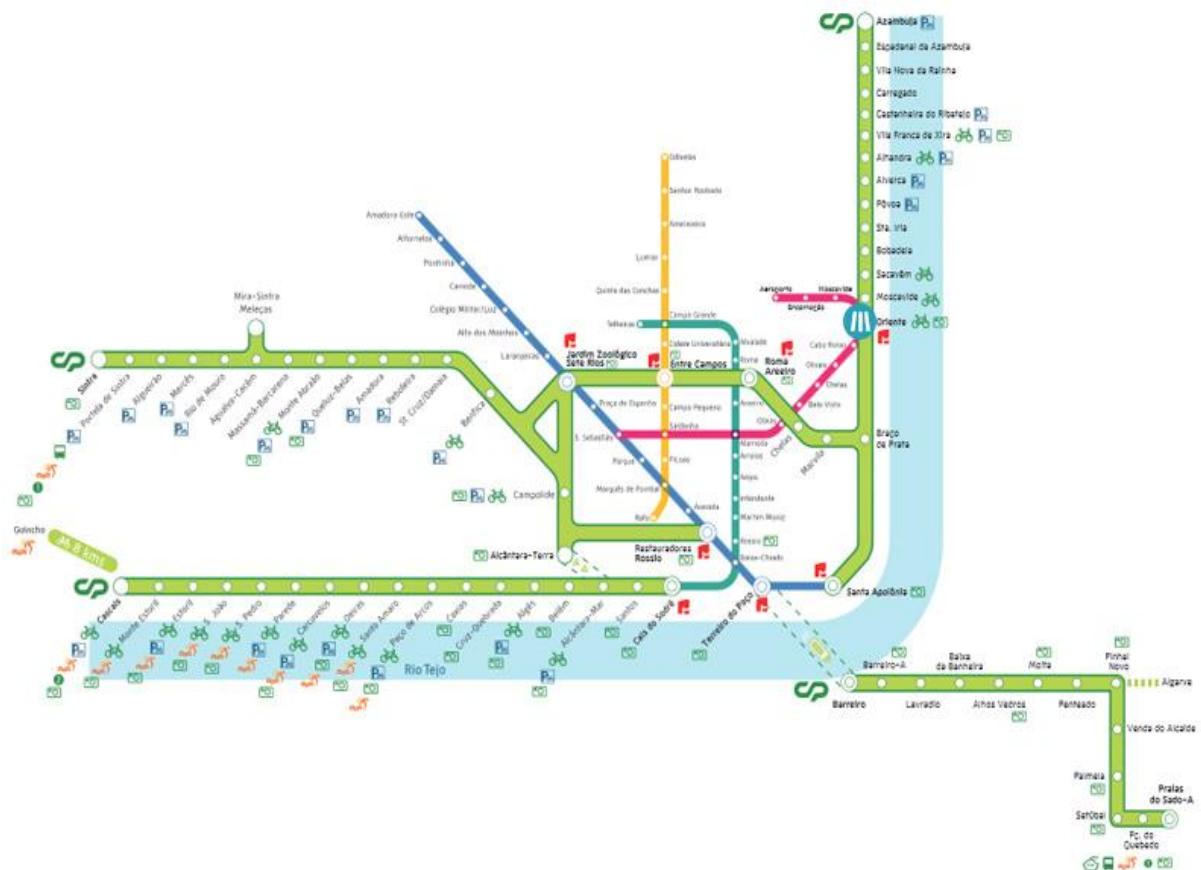 Azambuja
Espadanal da Azambuja
Vila Nova da Rainha
Carregado
Castanheira do Ribatejo
Vila Franca de Xira
Alhandra
Alverca
Póvoa
Sta. Iria
Bobadela
Sacavém
Moscavide
Oriente
Braço
de Prata
Marvila
Chelas
Roma
Areeiro
Entre Campos
Jardim Zoológico
Sete Rios
Odivelas
Senhor Roubado
Ameixoeira
Lumiar
Quinta das Conchas
Campo Grande
Telheiras
Cidade Universitária
Alvalade
Roma
Areeiro
Alameda
Arroios
Anjos
Intendente
Martim Moniz
Rossio
Baixa-Chiado
Aeroporto
Encarnação
Moscavide
Cabo Ruivo
Olivais
Chelas
Bela Vista
Olaias
Campo Pequeno
Saldanha
Picoas
Marquês de Pombal
Rato
Amadora Este
Alfornelos
Pontinha
Carnide
Colégio Militar/Luz
Alto dos Moinhos
Laranjeiras
Praça de Espanha
S. Sebastião
Parque
Avenida
Restauradores
Rossio
Mira-Sintra
Meleças
Sintra
Portela de Sintra
Algueirão
Mercês
Rio de Mouro
Agualva-Cacém
Massamá-Barcarena
Monte Abraão
Queluz-Belas
Amadora
Reboleira
St Cruz/Damaia
Benfica
Campolide
Alcântara-Terra
Guincho
6.8 kms
Cascais
Monte Estoril
Estoril
S. João
S. Pedro
Parede
Carcavelos
Oeiras
Santo Amaro
Paço de Arcos
Caxias
Cruz-Quebrada
Algés
Belém
Alcântara-Mar
Santos
Cais do Sodré
Terreiro do Paço
Santa Apolónia
Rio Tejo
Barreiro
Barreiro-A
Lavradio
Baixa
da Banheira
Alhos Vedros
Moita
Penteado
Pinhal
Novo
Algarve
Venda do Alcaide
Palmela
Setúbal
Pç. do
Quebedo
Praias
do Sado-A